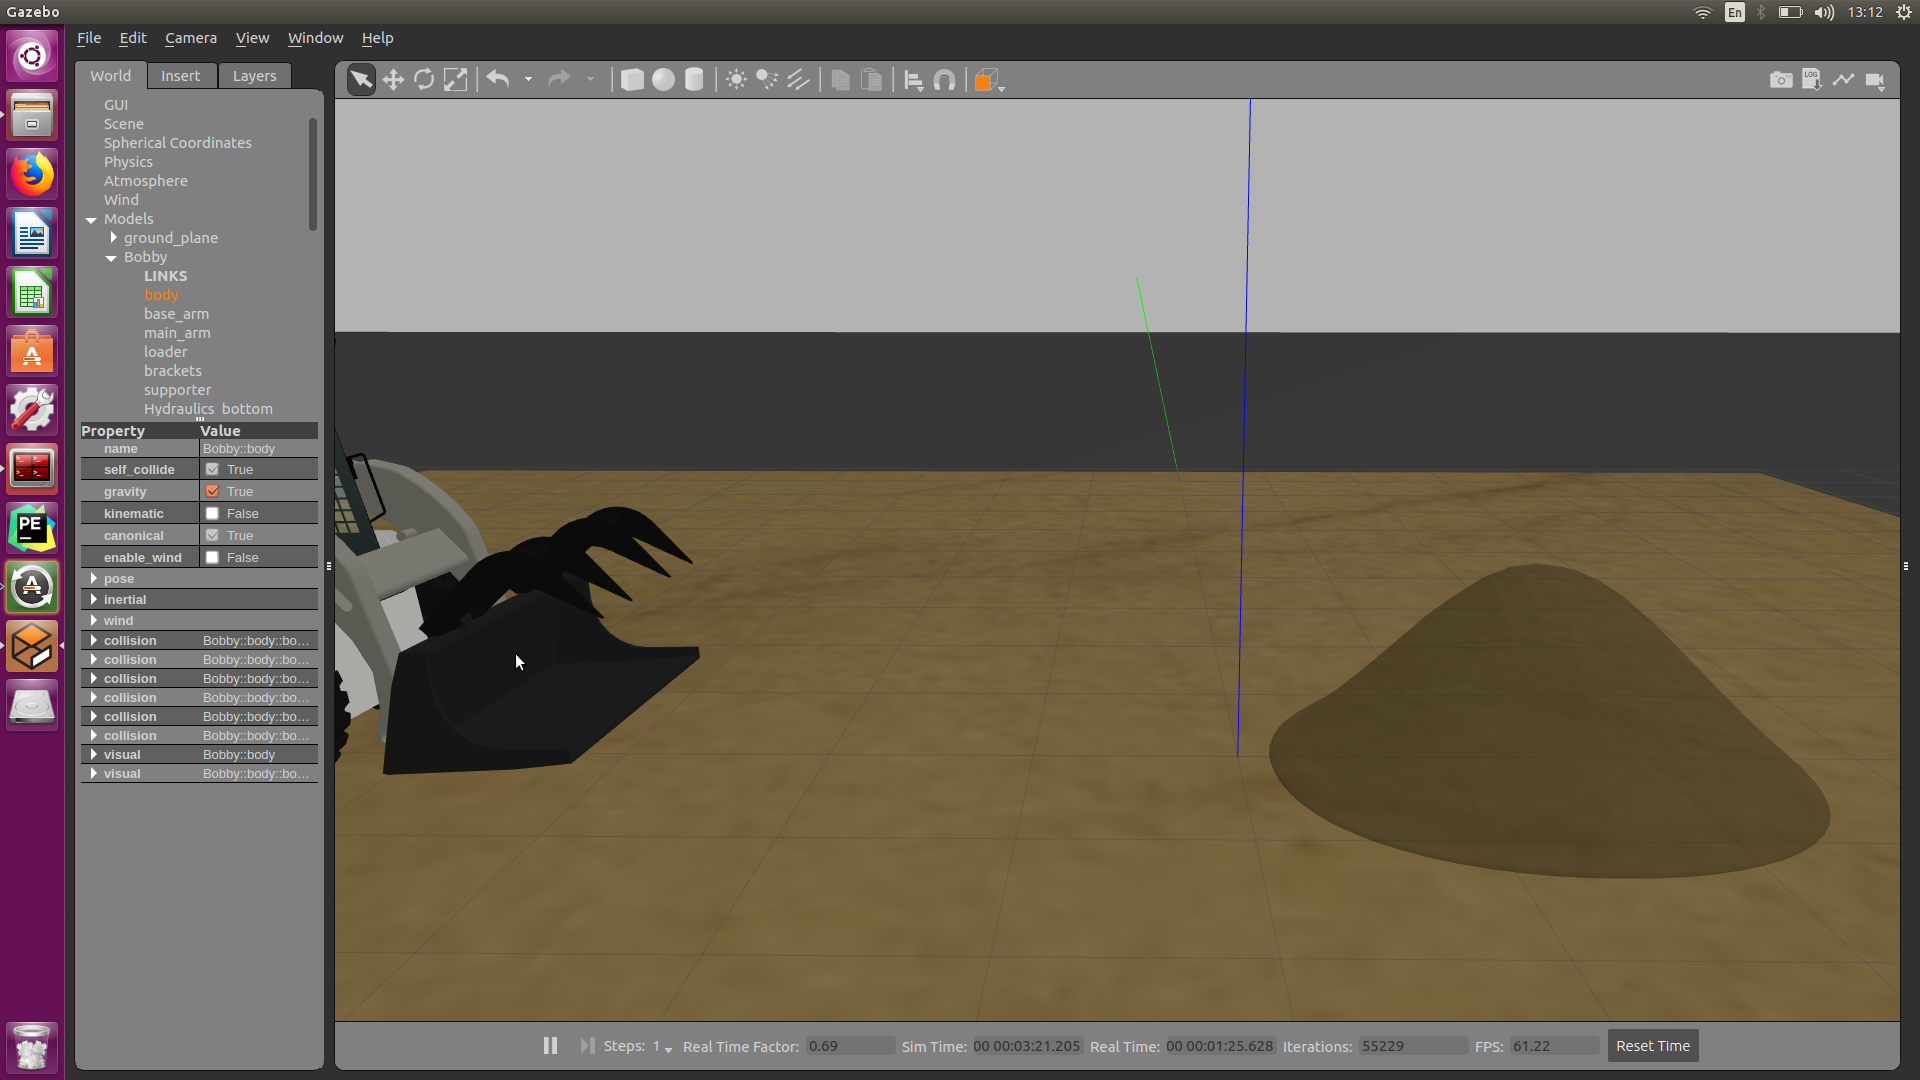 Gazebo
En
13:12
File Edit Camera View Window Help
World Insert Layers
GUI
Scene
Spherical Coordinates
Physics
Atmosphere
Wind
Models
ground_plane
Bobby
LINKS
body
base_arm
main_arm
loader
brackets
supporter
Hydraulics_bottom
Property Value
name Bobby::body
self_collide True
gravity True
kinematic False
canonical True
enable_wind False
pose
inertial
wind
collision Bobby::body::bo...
collision Bobby::body::bo...
collision Bobby::body::bo...
collision Bobby::body::bo...
collision Bobby::body::bo...
collision Bobby::body::bo...
visual Bobby::body
visual Bobby::body::bo...
LOG
PE
Steps: 1 Real Time Factor: 0.69 Sim Time: 00 00:03:21.205 Real Time: 00 00:01:25.628 Iterations: 55229 FPS: 61.22 Reset Time